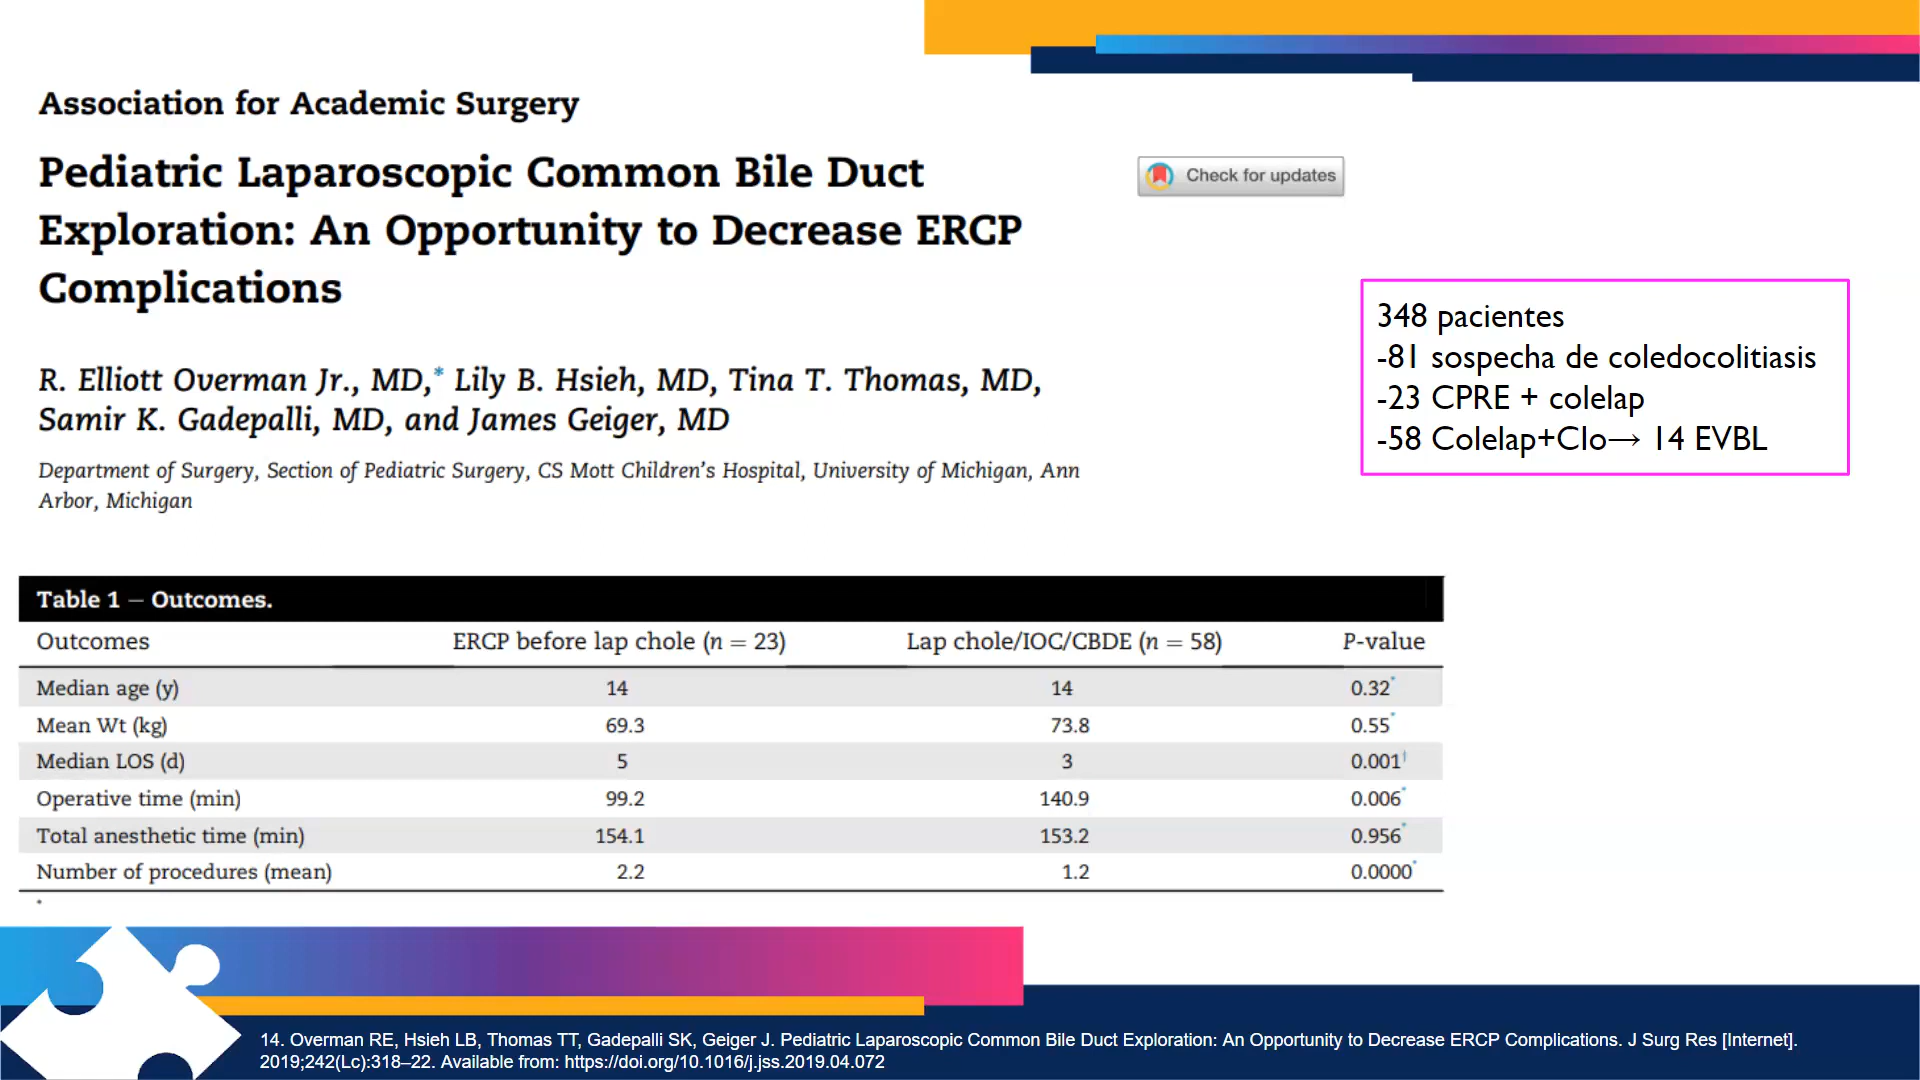 Association for Academic Surgery
Pediatric Laparoscopic Common Bile Duct
Exploration: An Opportunity to Decrease ERCP
Complications
Check for updates
R. Elliott Overman Jr., MD,* Lily B. Hsieh, MD, Tina T. Thomas, MD,
Samir K. Gadepalli, MD, and James Geiger, MD
Department of Surgery, Section of Pediatric Surgery, CS Mott Children's Hospital, University of Michigan, Ann
Arbor, Michigan
348 pacientes
-81 sospecha de coledocolitiasis
-23 CPRE + colelap
-58 Colelap+CIo→ 14 EVBL
Table 1 – Outcomes.
Outcomes ERCP before lap chole (n = 23) Lap chole/IOC/CBDE (n = 58) P-value
Median age (y) 14 14 0.32*
Mean Wt (kg) 69.3 73.8 0.55*
Median LOS (d) 5 3 0.001†
Operative time (min) 99.2 140.9 0.006*
Total anesthetic time (min) 154.1 153.2 0.956*
Number of procedures (mean) 2.2 1.2 0.0000*
*
14. Overman RE, Hsieh LB, Thomas TT, Gadepalli SK, Geiger J. Pediatric Laparoscopic Common Bile Duct Exploration: An Opportunity to Decrease ERCP Complications. J Surg Res [Internet].
2019;242(Lc):318–22. Available from: https://doi.org/10.1016/j.jss.2019.04.072